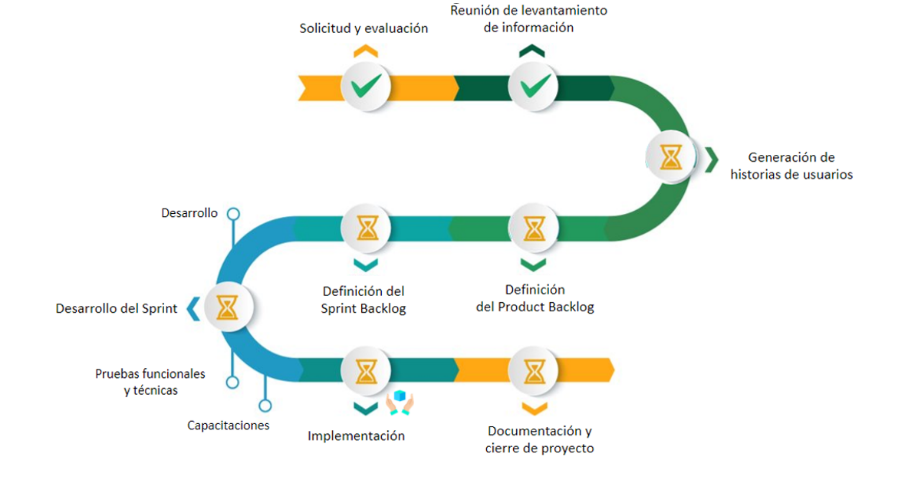 Solicitud y evaluación
Reunión de levantamiento
de información
Generación de
historias de usuarios
Definición
del Product Backlog
Definición del
Sprint Backlog
Desarrollo
Desarrollo del Sprint
Pruebas funcionales
y técnicas
Capacitaciones
Implementación
Documentación y
cierre de proyecto